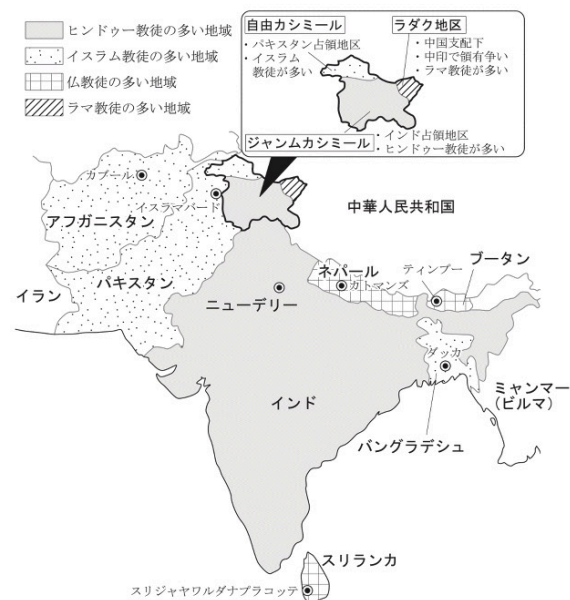 ヒンドゥー教徒の多い地域
イスラム教徒の多い地域
仏教徒の多い地域
ラマ教徒の多い地域
自由カシミール
・パキスタン占領地区
・イスラム
教徒が多い
ラダク地区
・中国支配下
・中印で領有争い
・ラマ教徒が多い
ジャンムカシミール
・インド占領地区
・ヒンドゥー教徒が多い
カブール
アフガニスタン
イスラマバード
中華人民共和国
イラン
パキスタン
ニューデリー
ネパール
カトマンズ
ティンプー
ブータン
ダッカ
インド
ミャンマー
(ビルマ)
バングラデシュ
スリランカ
スリジャヤワルダナプラコッテ